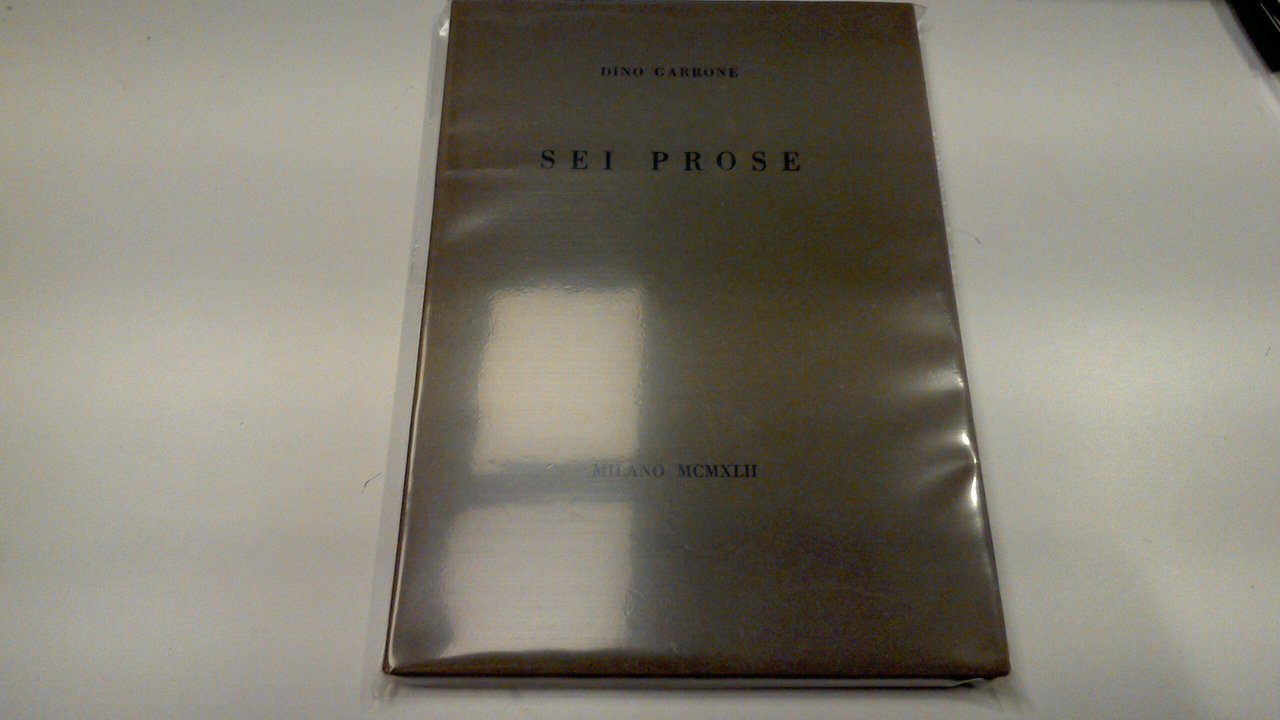 DINO GARRONE
SEI PROSE
MILANO MCMXLII